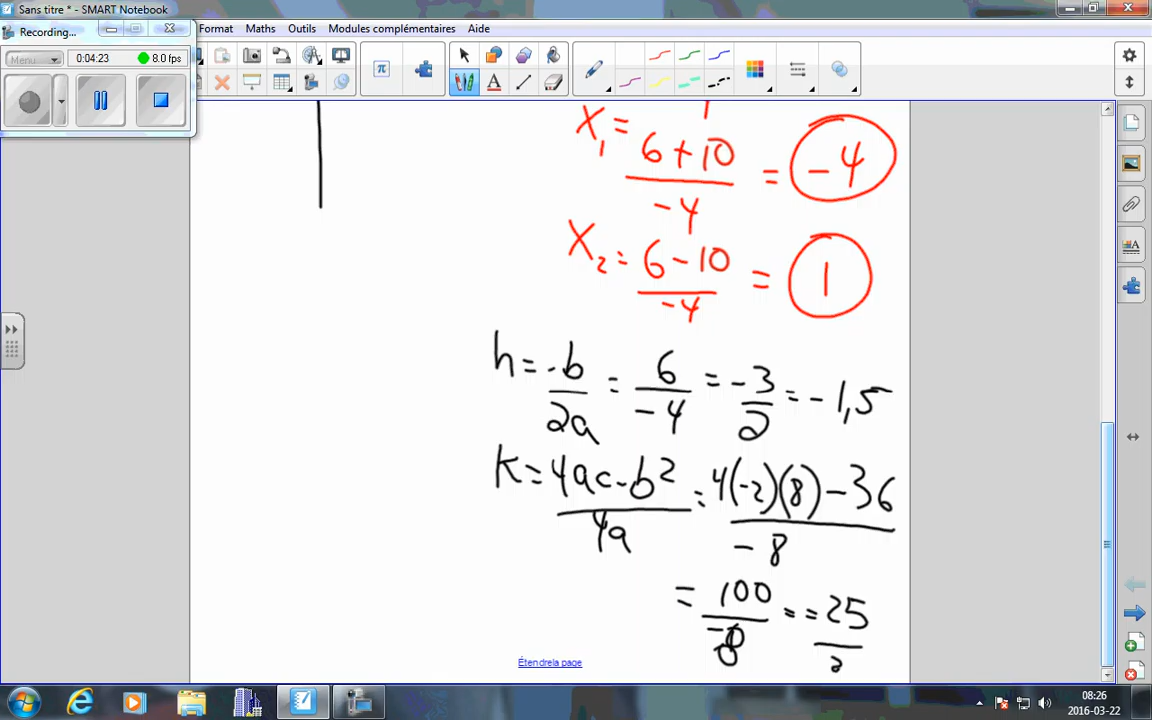 Sans titre * - SMART Notebook
Recording...
Format Maths Outils Modules complémentaires Aide
Menu 0:04:23 8.0 fps
x₁ = (6 + 10)/(-4) = -4
x₂ = (6 - 10)/(-4) = 1
h = -b/2a = 6/(-4) = -3/2 = -1,5
k = (4ac - b²)/4a = (4(-2)(8) - 36)/(-8)
= 100/(-8) = = 25/2
Étendre la page
08:26
2016-03-22